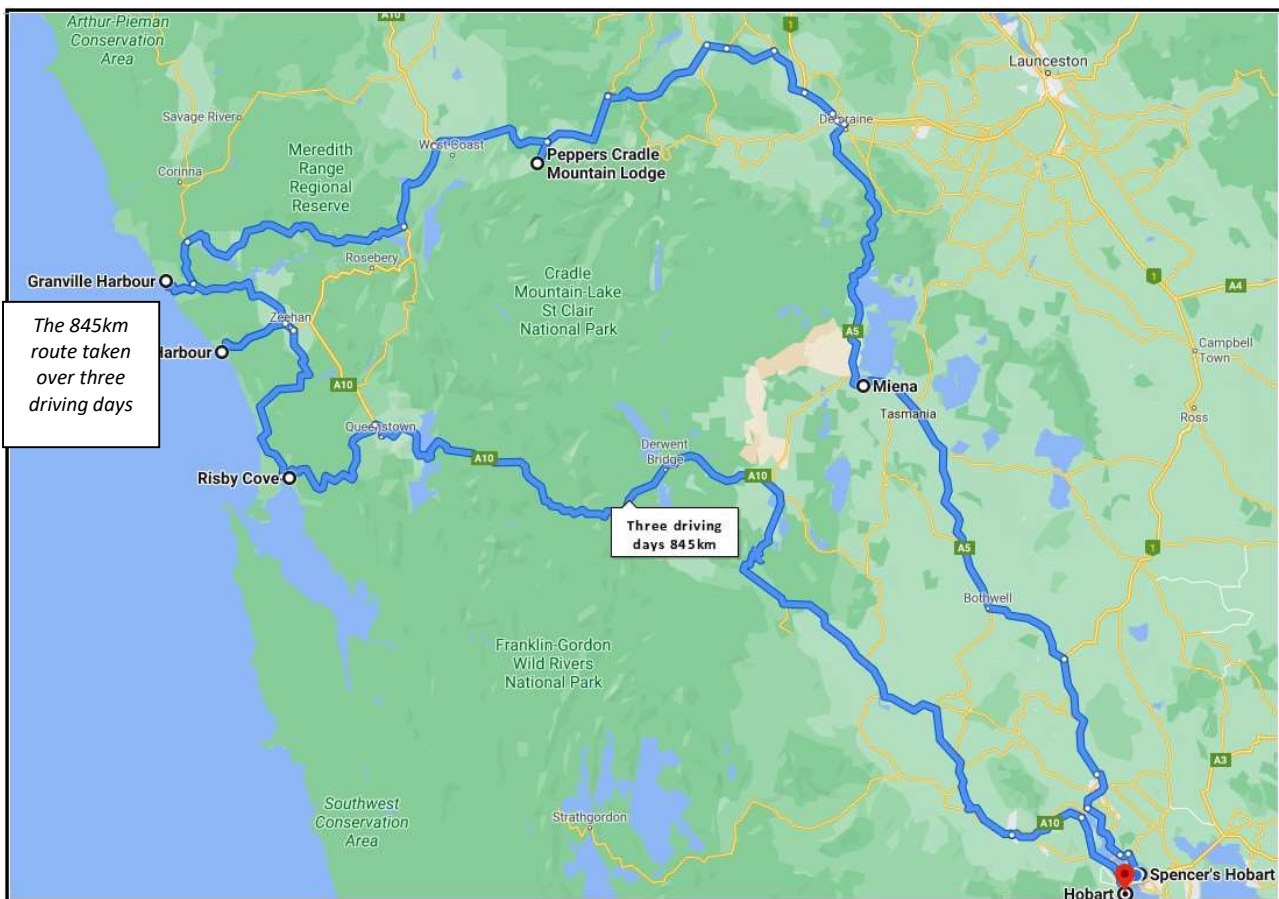 Arthur-Pieman
Conservation
Area
A10
1
Launceston
Savage River
West Coast
Deloraine
Meredith
Range
Regional
Reserve
Peppers Cradle
Mountain Lodge
Corinna
Rosebery
Granville Harbour
Cradle
Mountain-Lake
St Clair
National Park
1
A4
The 845km
route taken
over three
driving days
Zeehan
A5
Harbour
Campbell
Town
A10
Miena
Tasmania
Ross
Queenstown
Derwent
Bridge
A10
A10
Risby Cove
Three driving
days 845km
A5
1
Bothwell
Franklin-Gordon
Wild Rivers
National Park
A3
Southwest
Conservation
Area
Strathgordon
A10
Spencer's Hobart
Hobart